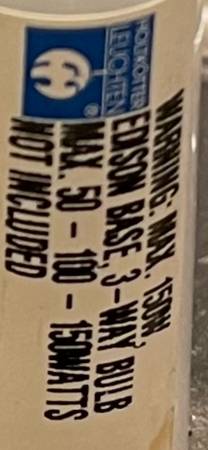 HOLTKÖTTER
LEUCHTEN
®
WARNING: MAX. 150W,
EDISON BASE, 3-WAY BULB
MAX. 50 - 100 - 150WATTS
NOT INCLUDED